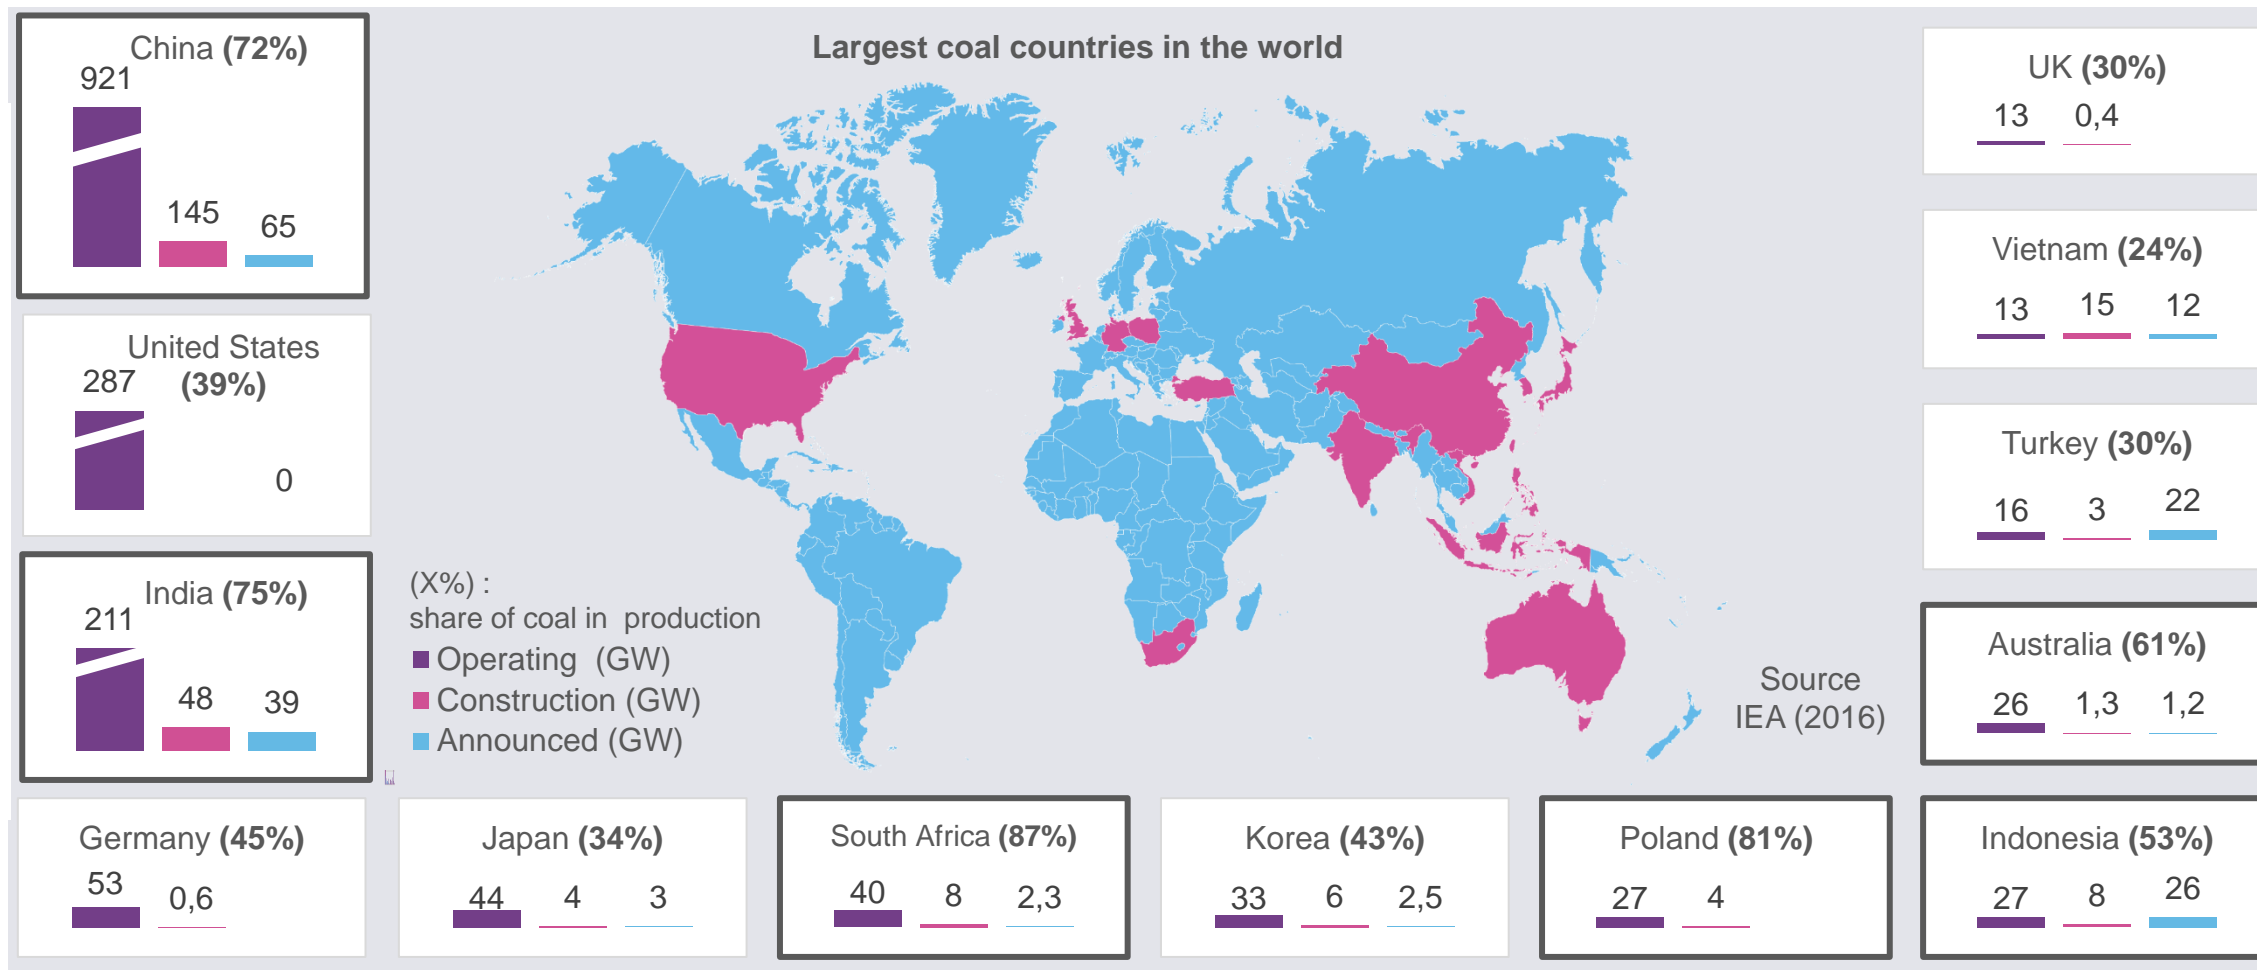 Largest coal countries in the world
China (72%)
921
145
65
United States
(39%)
287
0
India (75%)
211
48
39
(X%) :
share of coal in production
Operating (GW)
Construction (GW)
Announced (GW)
Source
IEA (2016)
UK (30%)
13
0,4
Vietnam (24%)
13
15
12
Turkey (30%)
16
3
22
Australia (61%)
26
1,3
1,2
Germany (45%)
53
0,6
Japan (34%)
44
4
3
South Africa (87%)
40
8
2,3
Korea (43%)
33
6
2,5
Poland (81%)
27
4
Indonesia (53%)
27
8
26